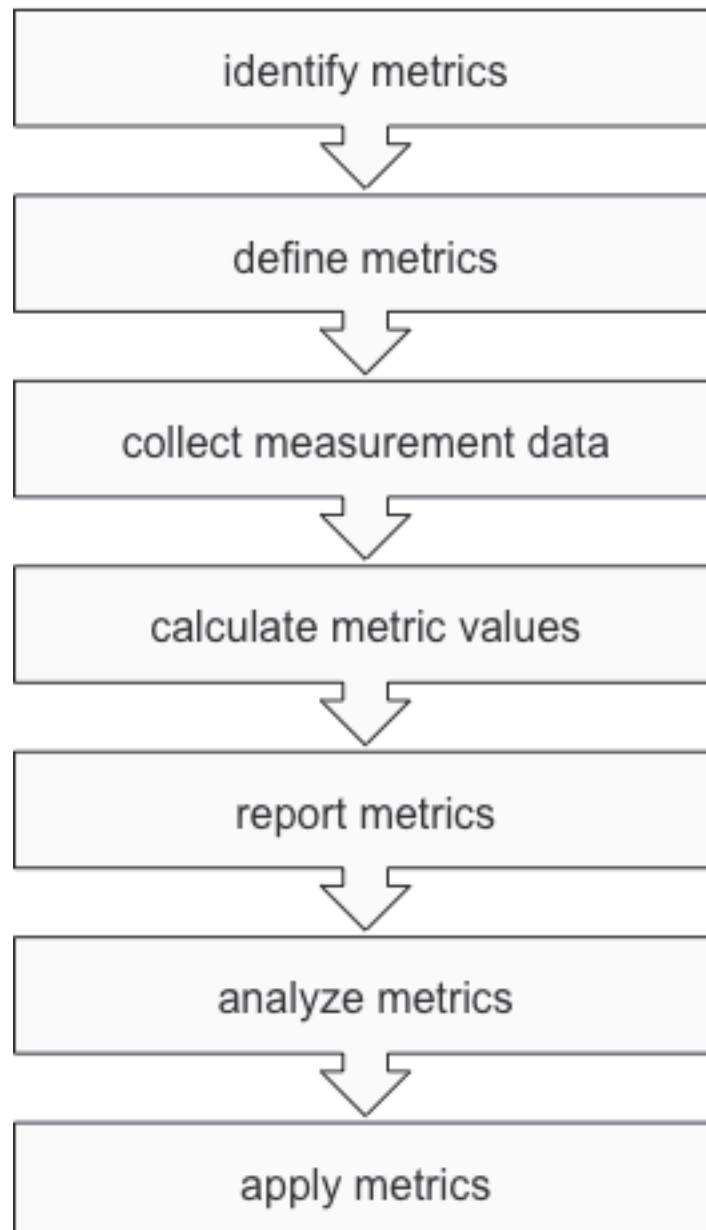 identify metrics
define metrics
collect measurement data
calculate metric values
report metrics
analyze metrics
apply metrics